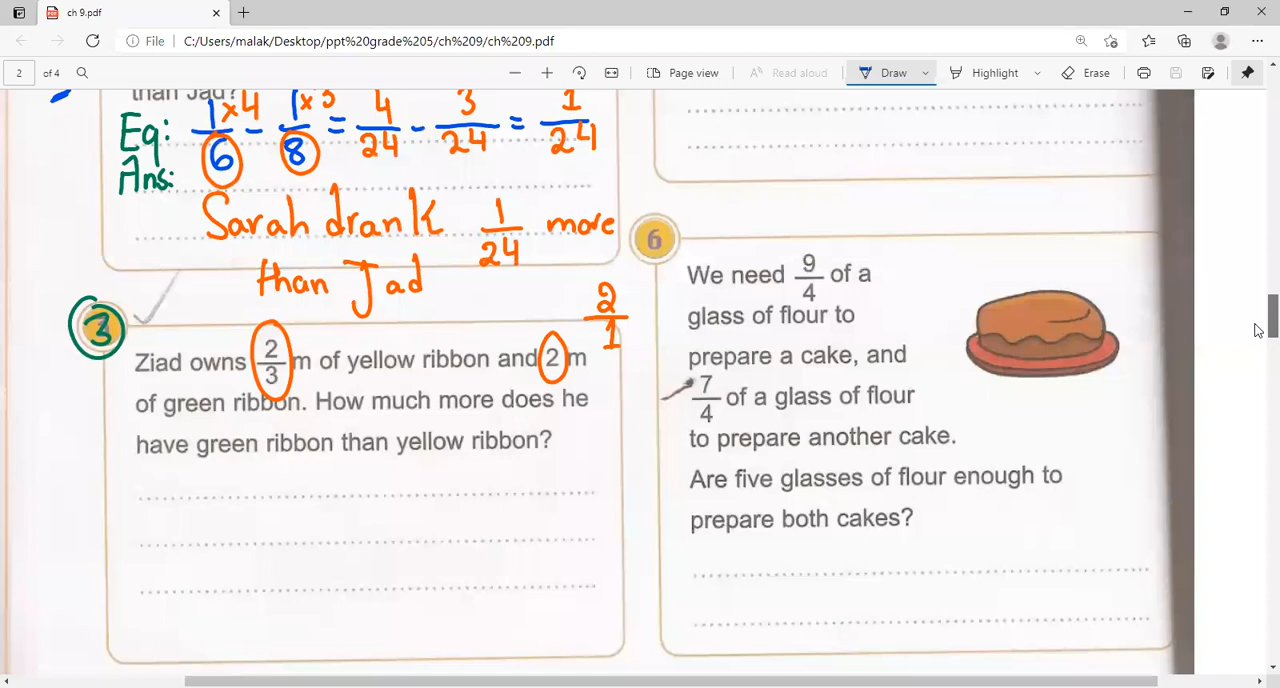 ch 9.pdf
File C:/Users/malak/Desktop/ppt%20grade%205/ch%209/ch%209.pdf
2 of 4 Page view Read aloud Draw Highlight Erase
than Jad?
Eq: 1×4/6 - 1×3/8 = 4/24 - 3/24 = 1/24
Ans:
Sarah drank 1/24 more
than Jad
2/1
3
Ziad owns 2/3 m of yellow ribbon and 2 m
of green ribbon. How much more does he
have green ribbon than yellow ribbon?
6
We need 9/4 of a
glass of flour to
prepare a cake, and
7/4 of a glass of flour
to prepare another cake.
Are five glasses of flour enough to
prepare both cakes?